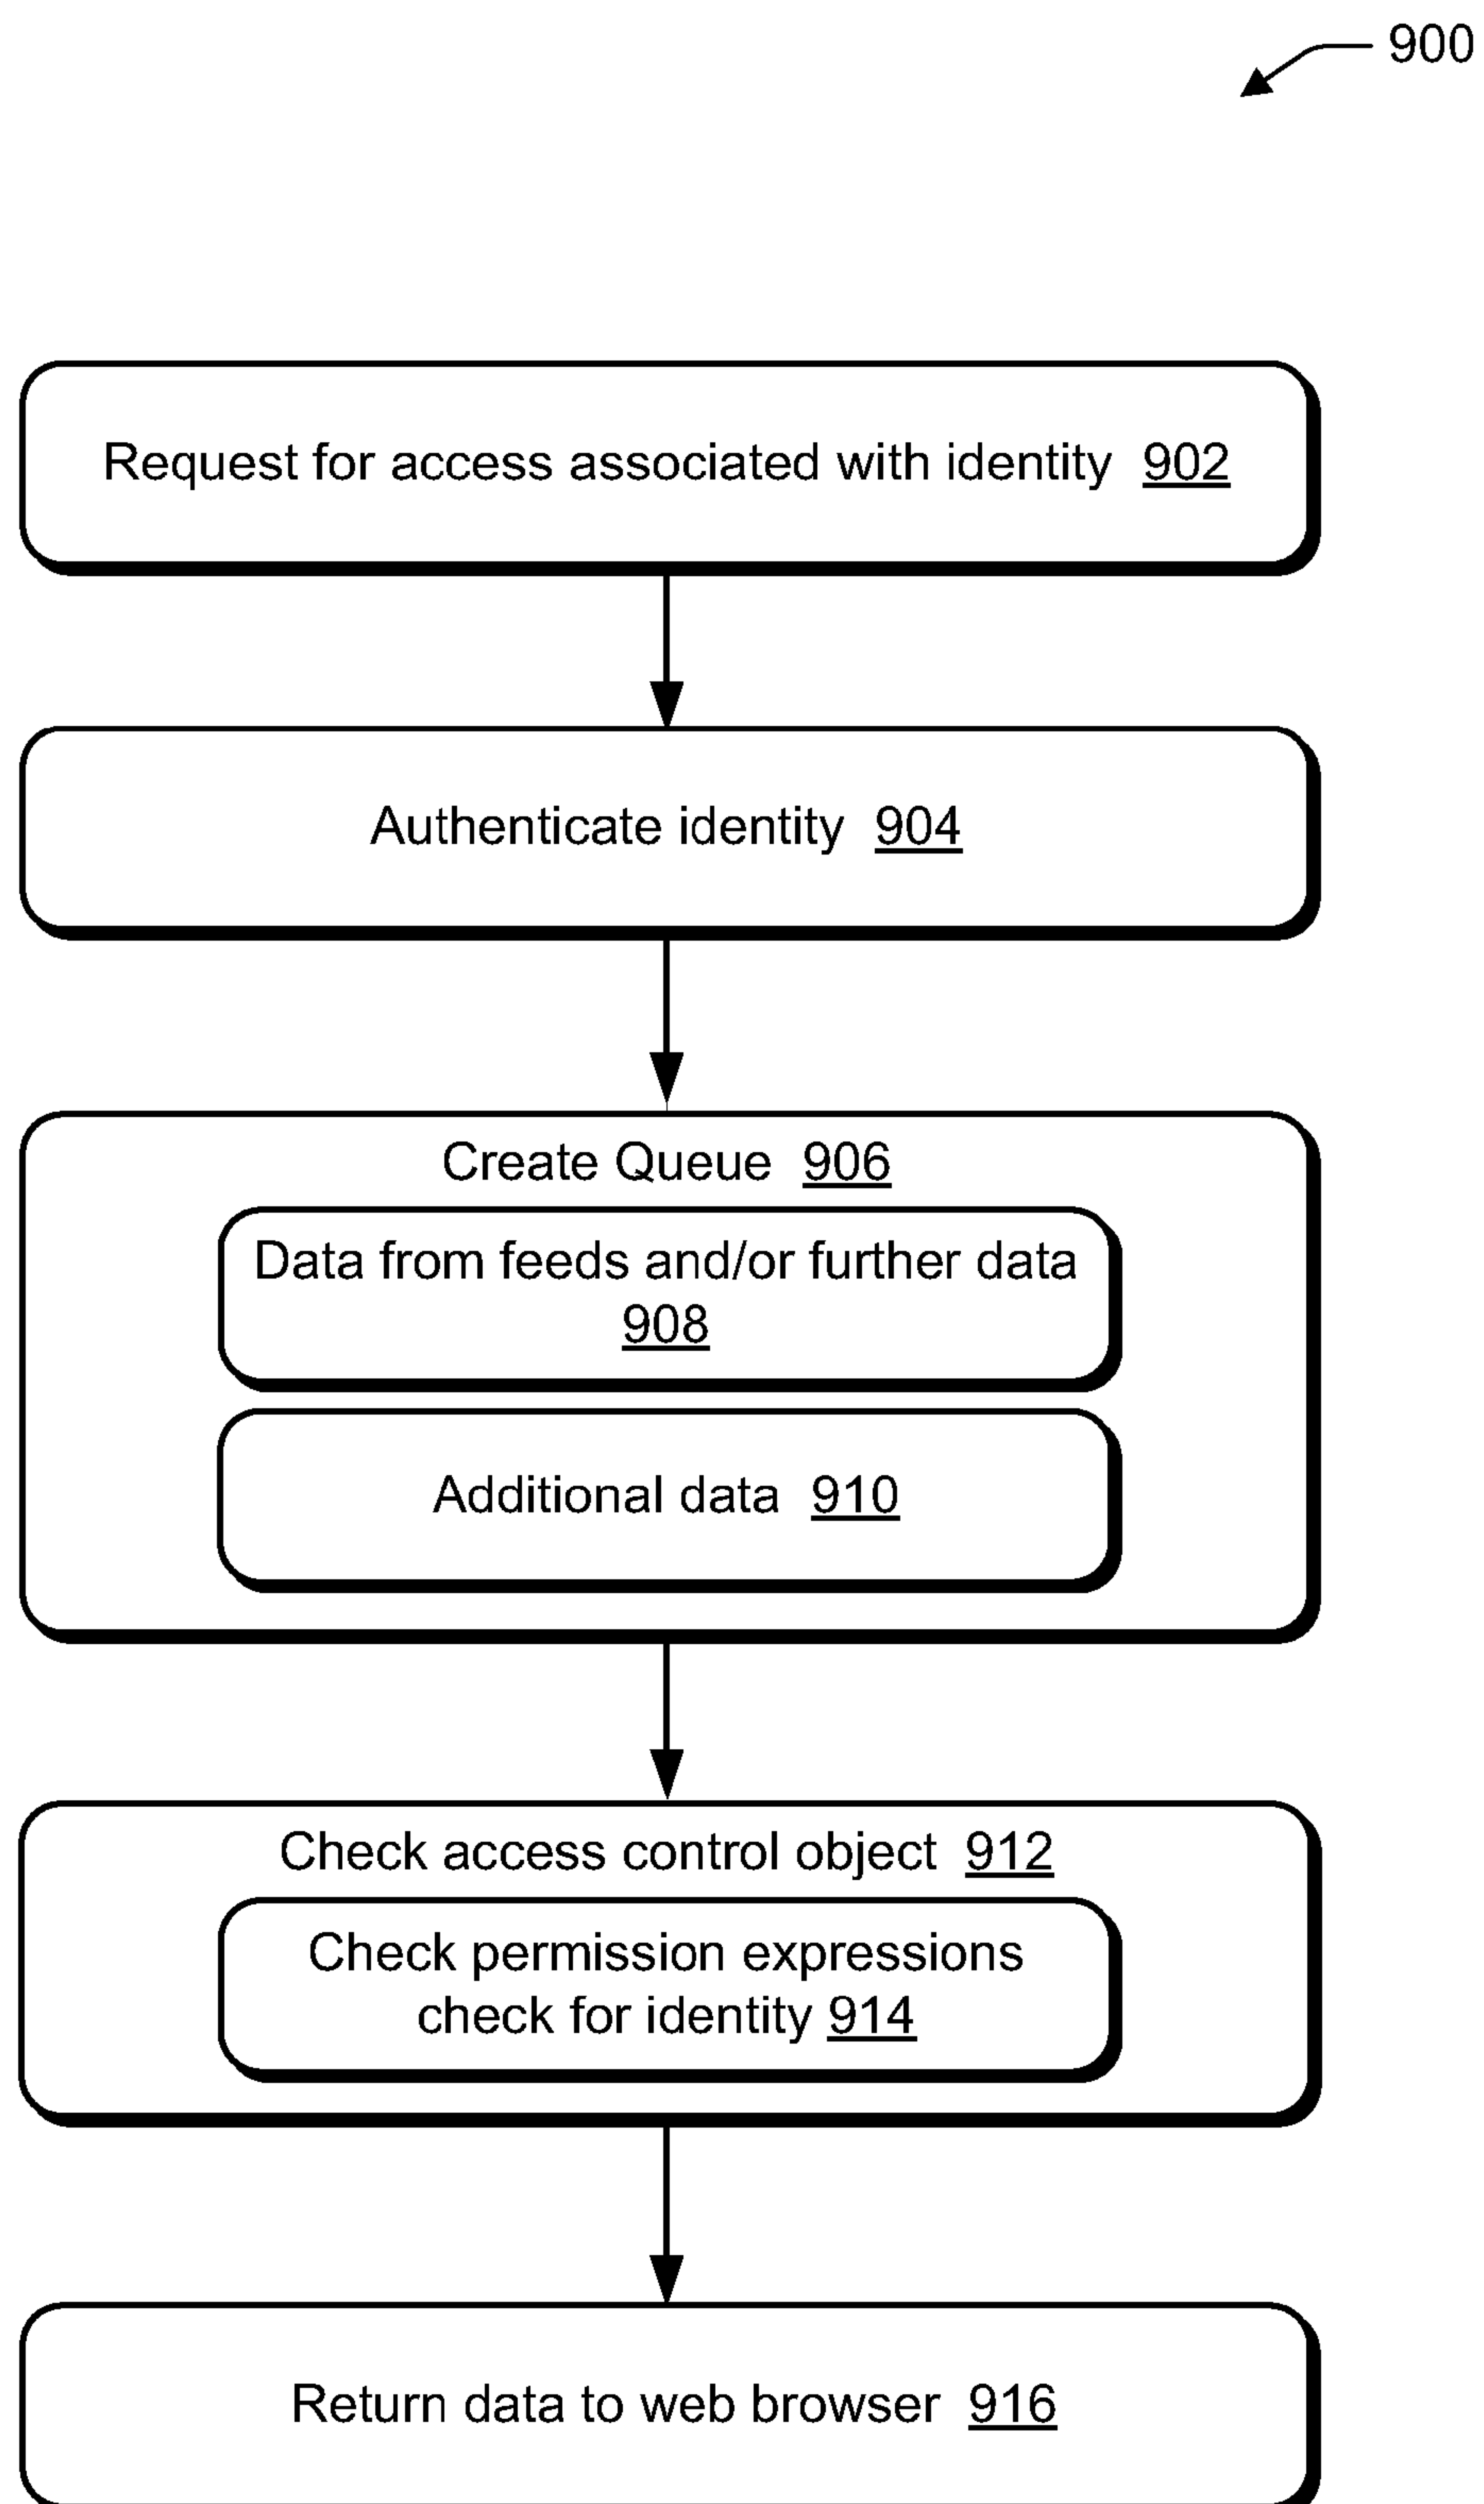 900
Request for access associated with identity 902
Authenticate identity 904
Create Queue 906
Data from feeds and/or further data
908
Additional data 910
Check access control object 912
Check permission expressions
check for identity 914
Return data to web browser 916